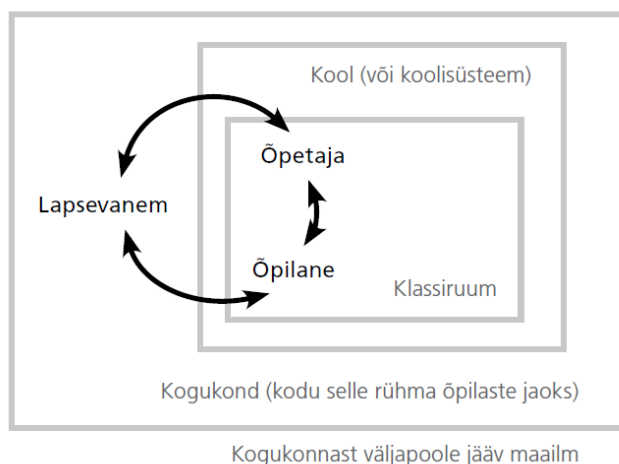 Kool (või koolisüsteem)
Õpetaja
Lapsevanem
Õpilane
Klassiruum
Kogukond (kodu selle rühma õpilaste jaoks)
Kogukonnast väljapoole jääv maailm